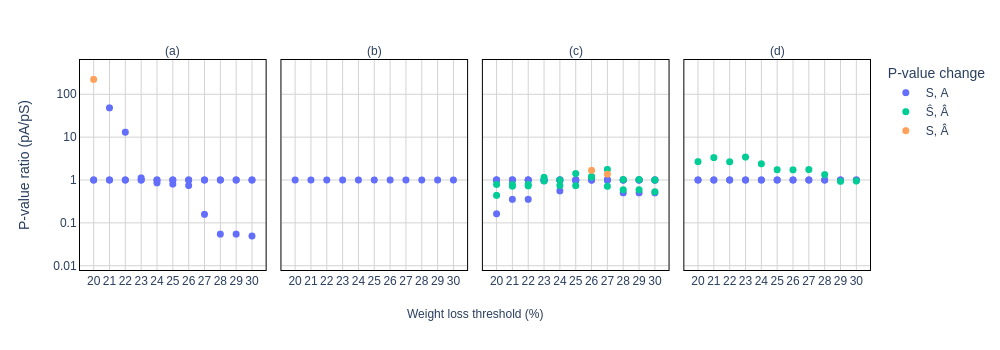 (a) (b) (c) (d)
P-value change
S, A
Ŝ, Â
S, Â
P-value ratio (pA/pS)
100
10
1
0.1
0.01
20 21 22 23 24 25 26 27 28 29 30 20 21 22 23 24 25 26 27 28 29 30 20 21 22 23 24 25 26 27 28 29 30 20 21 22 23 24 25 26 27 28 29 30
Weight loss threshold (%)